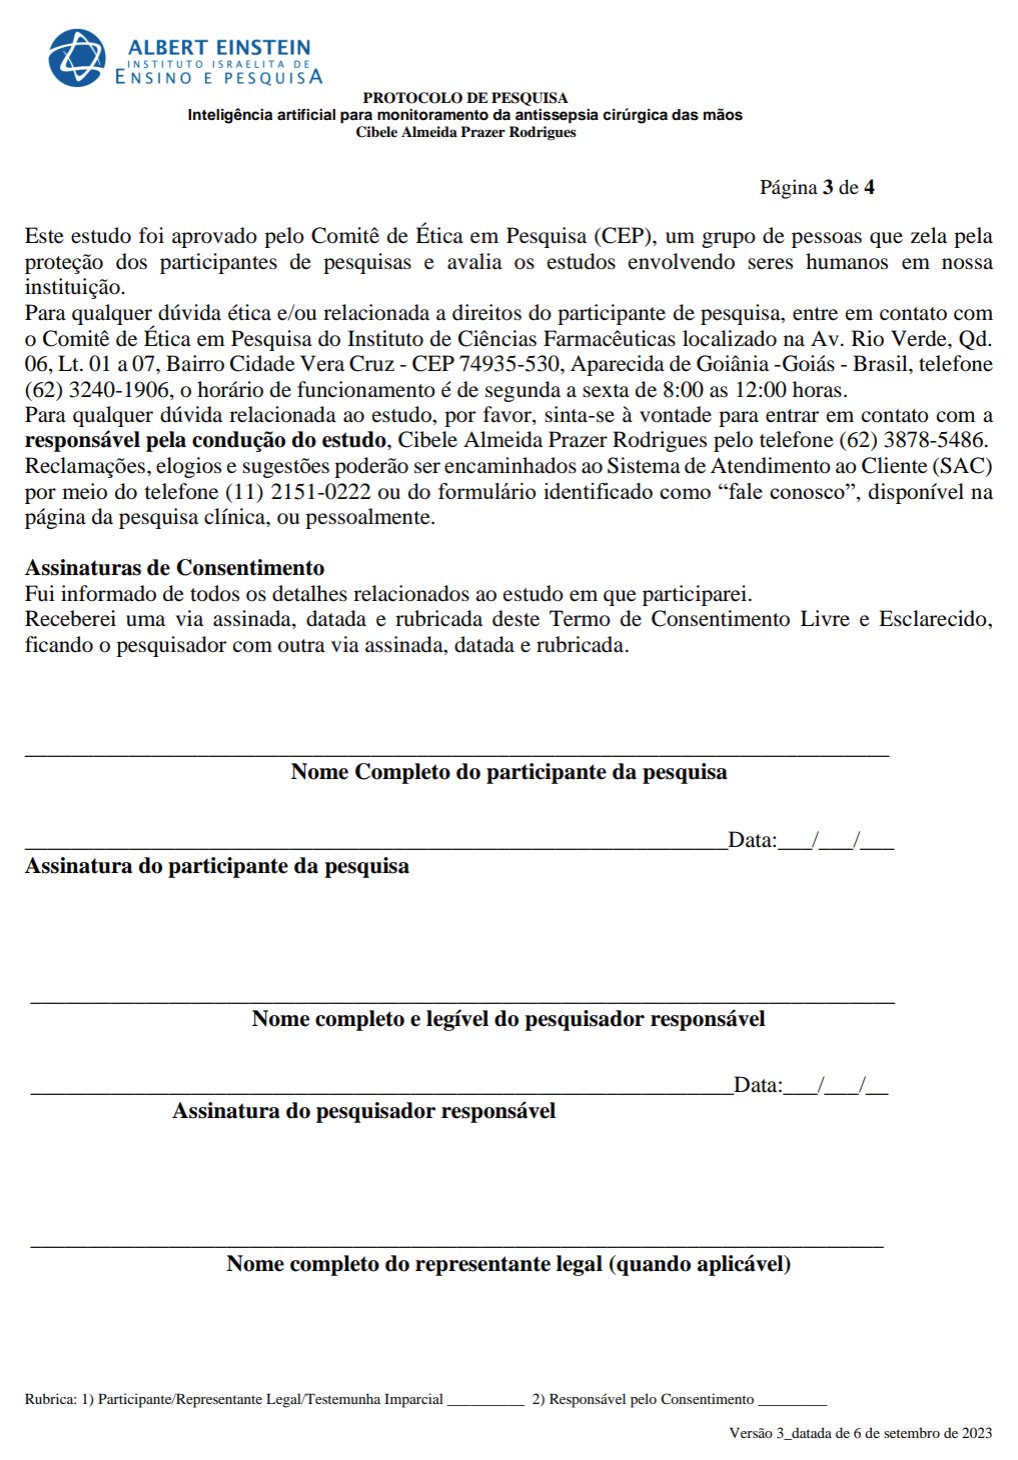 ALBERT EINSTEIN
INSTITUTO ISRAELITA DE
ENSINO E PESQUISA
PROTOCOLO DE PESQUISA
Inteligência artificial para monitoramento da antissepsia cirúrgica das mãos
Cibele Almeida Prazer Rodrigues
Página 3 de 4
Este estudo foi aprovado pelo Comitê de Ética em Pesquisa (CEP), um grupo de pessoas que zela pela
proteção dos participantes de pesquisas e avalia os estudos envolvendo seres humanos em nossa
instituição.
Para qualquer dúvida ética e/ou relacionada a direitos do participante de pesquisa, entre em contato com
o Comitê de Ética em Pesquisa do Instituto de Ciências Farmacêuticas localizado na Av. Rio Verde, Qd.
06, Lt. 01 a 07, Bairro Cidade Vera Cruz - CEP 74935-530, Aparecida de Goiânia -Goiás - Brasil, telefone
(62) 3240-1906, o horário de funcionamento é de segunda a sexta de 8:00 as 12:00 horas.
Para qualquer dúvida relacionada ao estudo, por favor, sinta-se à vontade para entrar em contato com a
responsável pela condução do estudo, Cibele Almeida Prazer Rodrigues pelo telefone (62) 3878-5486.
Reclamações, elogios e sugestões poderão ser encaminhados ao Sistema de Atendimento ao Cliente (SAC)
por meio do telefone (11) 2151-0222 ou do formulário identificado como “fale conosco”, disponível na
página da pesquisa clínica, ou pessoalmente.
Assinaturas de Consentimento
Fui informado de todos os detalhes relacionados ao estudo em que participarei.
Receberei uma via assinada, datada e rubricada deste Termo de Consentimento Livre e Esclarecido,
ficando o pesquisador com outra via assinada, datada e rubricada.
Nome Completo do participante da pesquisa
Data:___/___/___
Assinatura do participante da pesquisa
Nome completo e legível do pesquisador responsável
Data:___/___/__
Assinatura do pesquisador responsável
Nome completo do representante legal (quando aplicável)
Rubrica: 1) Participante/Representante Legal/Testemunha Imparcial __________ 2) Responsável pelo Consentimento _________
Versão 3_datada de 6 de setembro de 2023